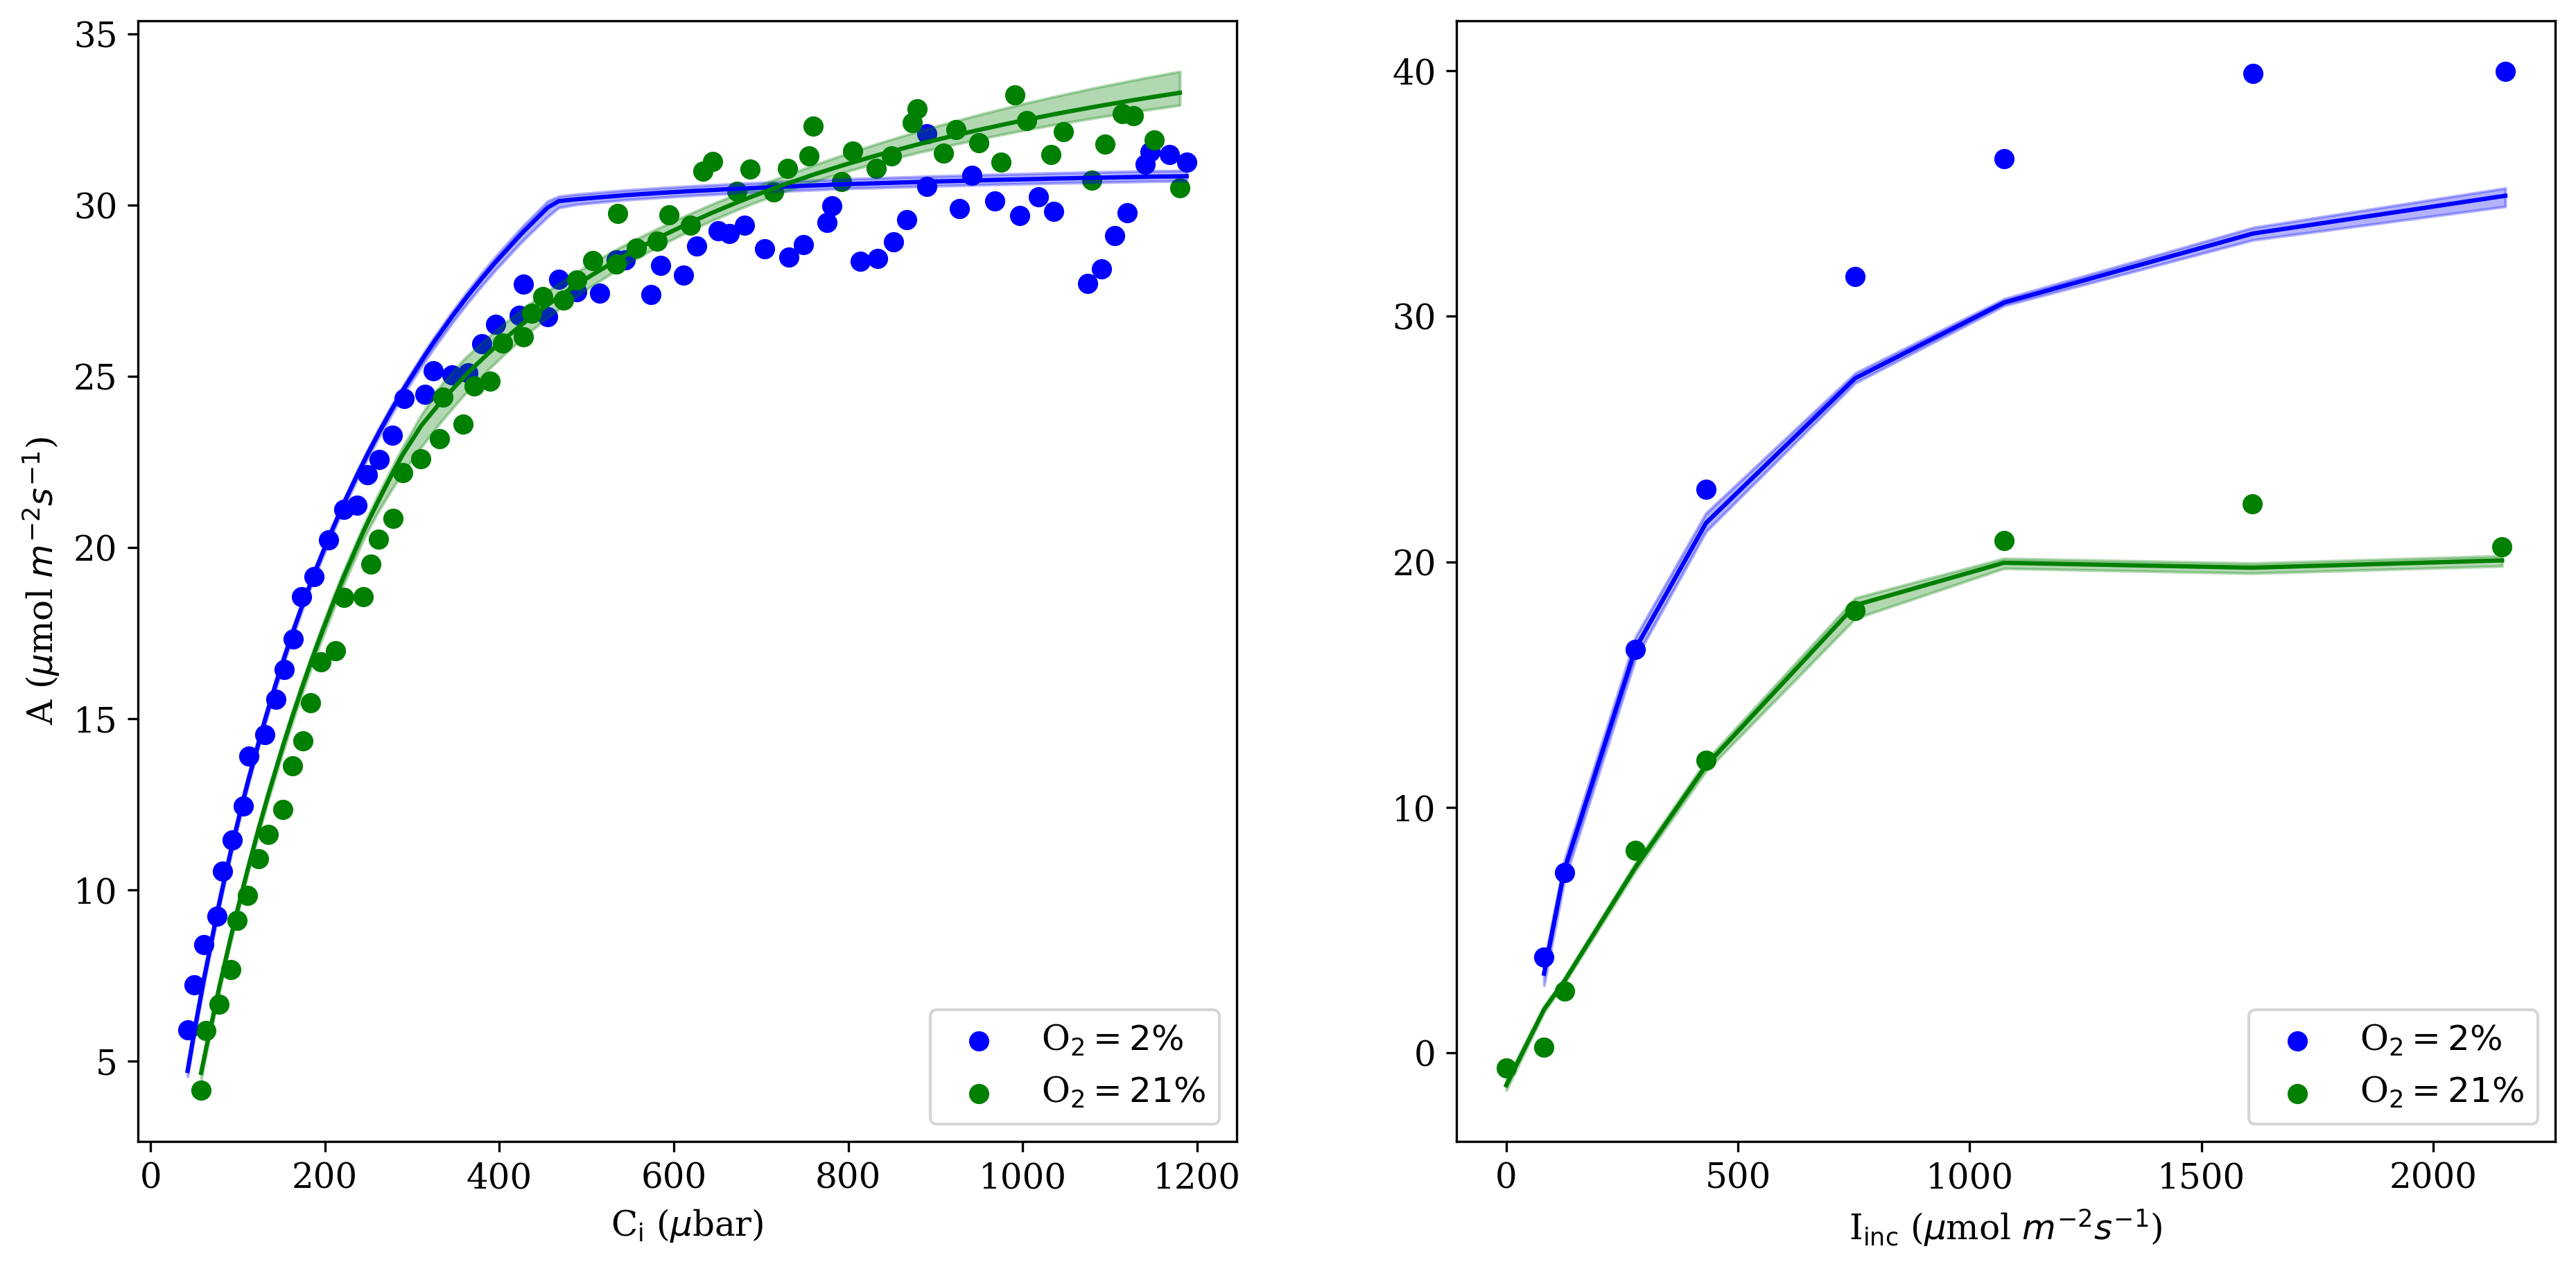 35
30
25
20
15
10
5
A (μmol m⁻²s⁻¹)
0 200 400 600 800 1000 1200
Cᵢ (μbar)
O₂ = 2%
O₂ = 21%
40
30
20
10
0
0 500 1000 1500 2000
I_inc (μmol m⁻²s⁻¹)
O₂ = 2%
O₂ = 21%